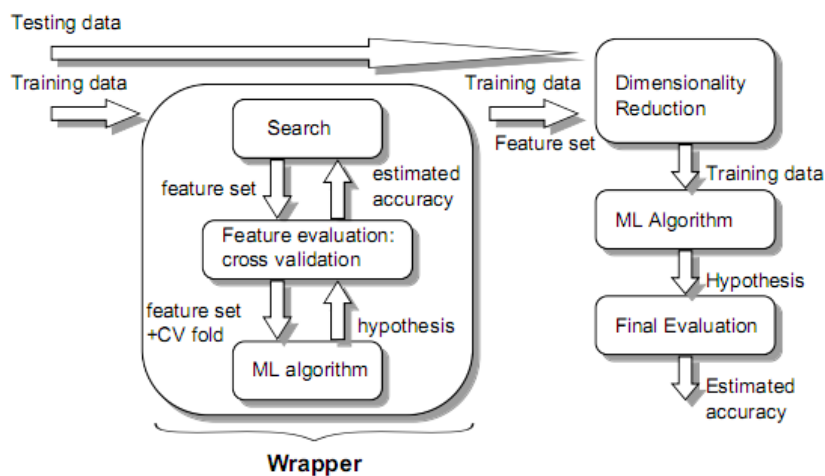 Testing data
Training data
Search
feature set
estimated
accuracy
Feature evaluation:
cross validation
feature set
+CV fold
hypothesis
ML algorithm
Wrapper
Training data
Feature set
Dimensionality
Reduction
Training data
ML Algorithm
Hypothesis
Final Evaluation
Estimated
accuracy